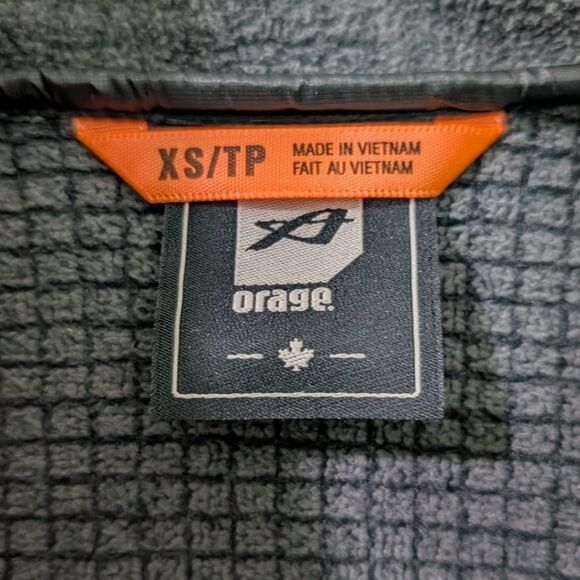 XS/TP
MADE IN VIETNAM
FAIT AU VIETNAM
orage.